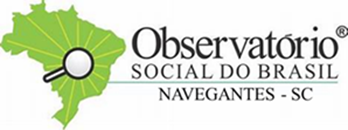 Observatório®
SOCIAL DO BRASIL
NAVEGANTES - SC